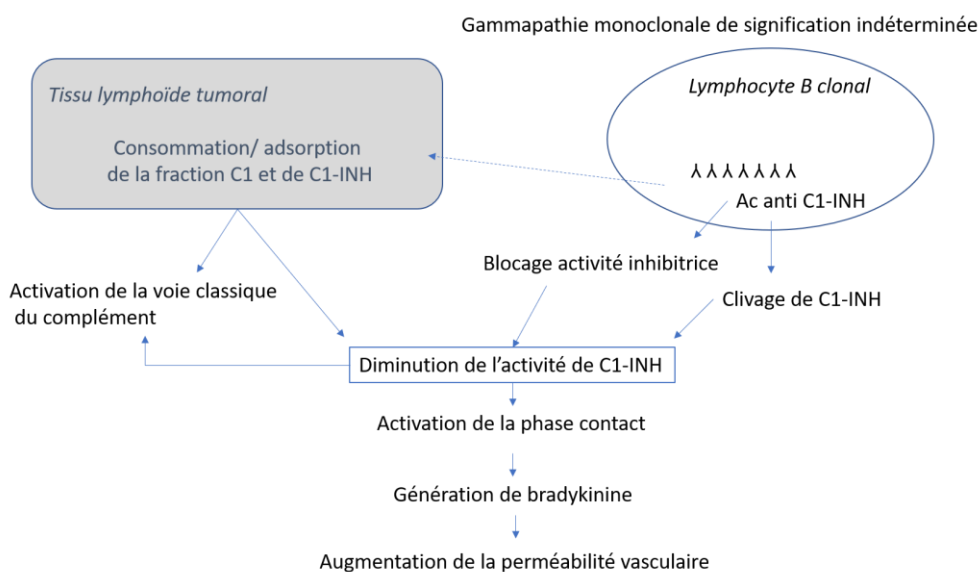 Gammapathie monoclonale de signification indéterminée
Tissu lymphoïde tumoral
Consommation/ adsorption
de la fraction C1 et de C1-INH
Lymphocyte B clonal
Ac anti C1-INH
Blocage activité inhibitrice
Clivage de C1-INH
Activation de la voie classique
du complément
Diminution de l’activité de C1-INH
Activation de la phase contact
Génération de bradykinine
Augmentation de la perméabilité vasculaire